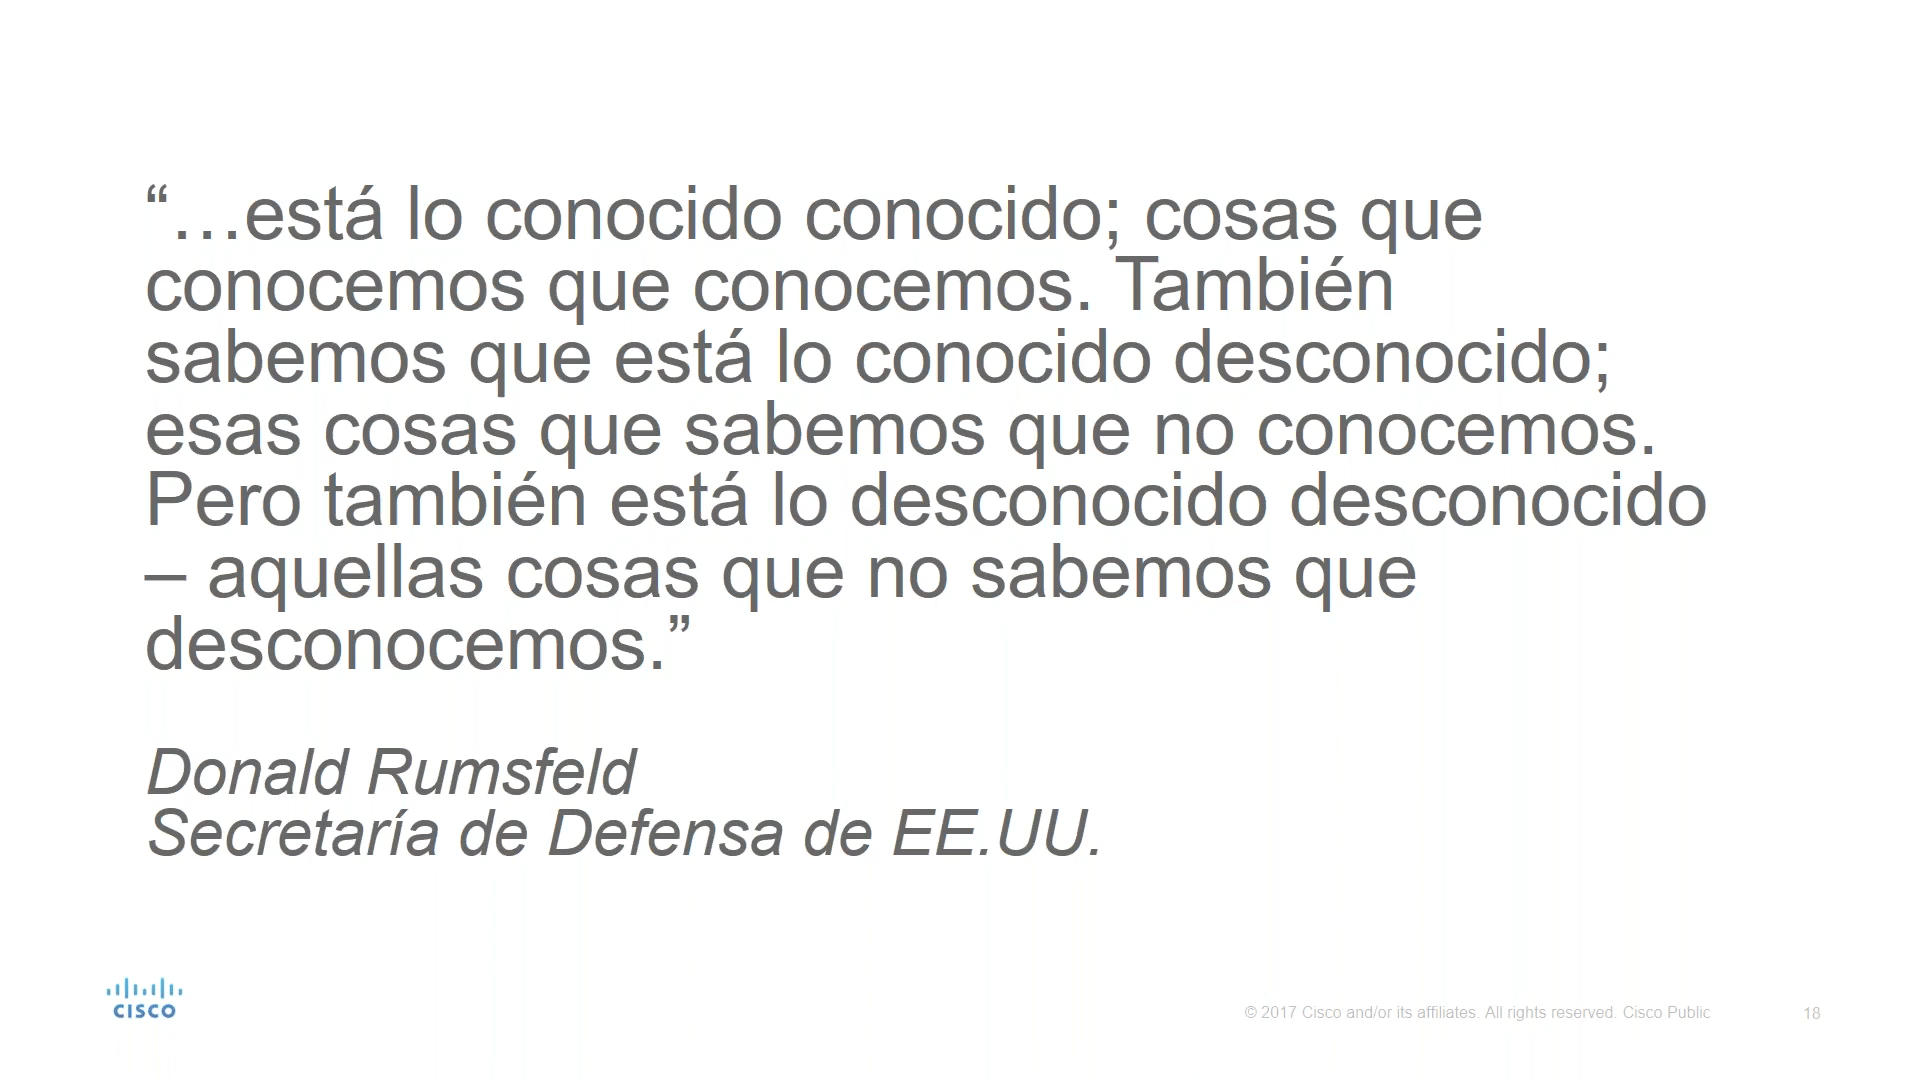 “…está lo conocido conocido; cosas que
conocemos que conocemos. También
sabemos que está lo conocido desconocido;
esas cosas que sabemos que no conocemos.
Pero también está lo desconocido desconocido
– aquellas cosas que no sabemos que
desconocemos.”
Donald Rumsfeld
Secretaría de Defensa de EE.UU.
CISCO
© 2017 Cisco and/or its affiliates. All rights reserved. Cisco Public 18